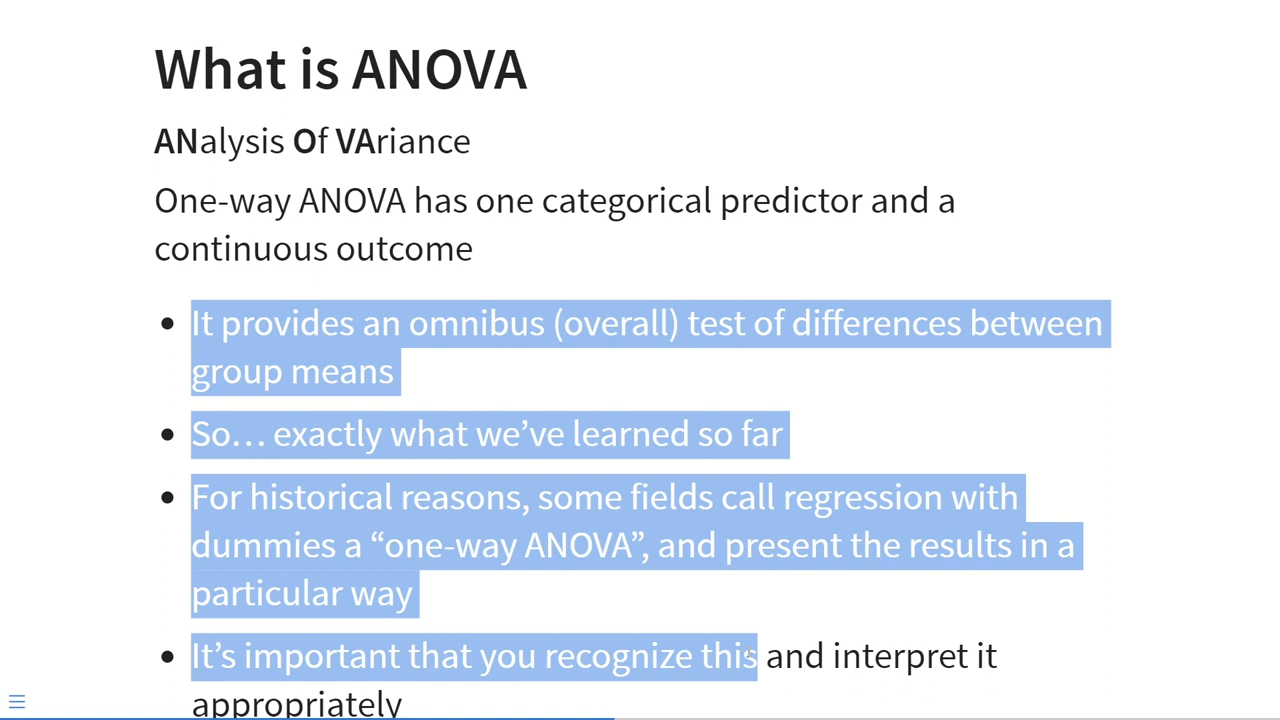 What is ANOVA
ANalysis Of VAriance
One-way ANOVA has one categorical predictor and a
continuous outcome
• It provides an omnibus (overall) test of differences between
group means
• So… exactly what we’ve learned so far
• For historical reasons, some fields call regression with
dummies a “one-way ANOVA”, and present the results in a
particular way
• It’s important that you recognize this and interpret it
appropriately